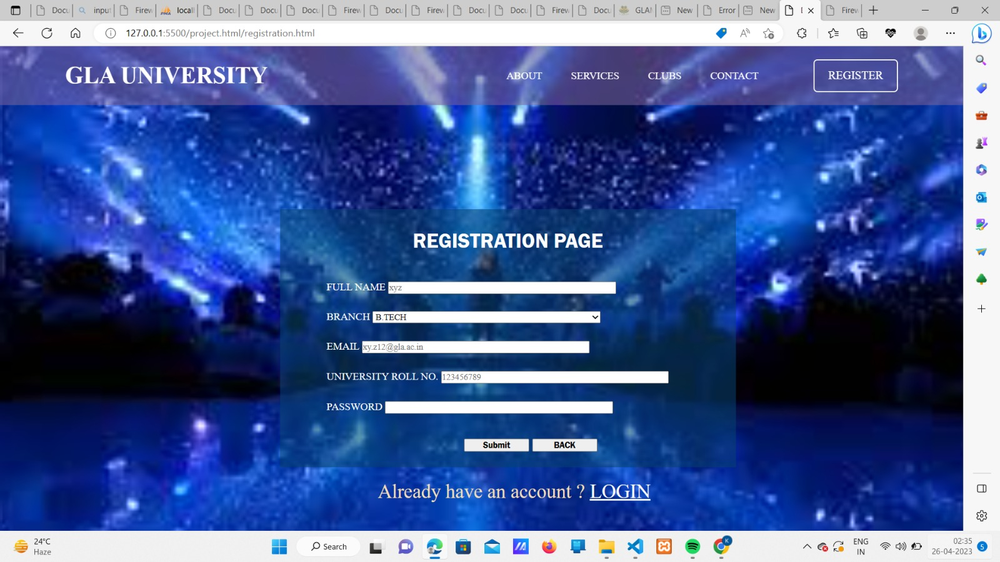 Docu input Firew locall Docu Docu Docu Firew Docu Firew Docu Docu Firew Docu GLAM New Error New Firew
127.0.0.1:5500/project.html/registration.html
GLA UNIVERSITY ABOUT SERVICES CLUBS CONTACT REGISTER
REGISTRATION PAGE
FULL NAME xyz
BRANCH B.TECH
EMAIL xy.z12@gla.ac.in
UNIVERSITY ROLL NO. 123456789
PASSWORD
Submit BACK
Already have an account ? LOGIN
24°C
Haze
Search
K
ENG
IN
02:35
26-04-2023
5